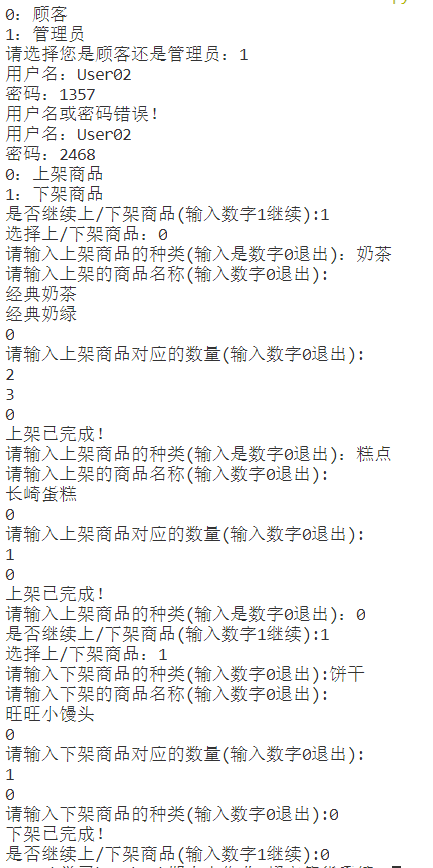 0: 顾客
1: 管理员
请选择您是顾客还是管理员: 1
用户名: User02
密码: 1357
用户名或密码错误!
用户名: User02
密码: 2468
0: 上架商品
1: 下架商品
是否继续上/下架商品(输入数字1继续):1
选择上/下架商品: 0
请输入上架商品的种类(输入是数字0退出): 奶茶
请输入上架的商品名称(输入数字0退出):
经典奶茶
经典奶绿
0
请输入上架商品对应的数量(输入数字0退出):
2
3
0
上架已完成!
请输入上架商品的种类(输入是数字0退出): 糕点
请输入上架的商品名称(输入数字0退出):
长崎蛋糕
0
请输入上架商品对应的数量(输入数字0退出):
1
0
上架已完成!
请输入上架商品的种类(输入是数字0退出): 0
是否继续上/下架商品(输入数字1继续):1
选择上/下架商品: 1
请输入下架商品的种类(输入数字0退出):饼干
请输入下架的商品名称(输入数字0退出):
旺旺小馒头
0
请输入下架商品对应的数量(输入数字0退出):
1
0
请输入下架商品的种类(输入数字0退出):0
下架已完成!
是否继续上/下架商品(输入数字1继续):0